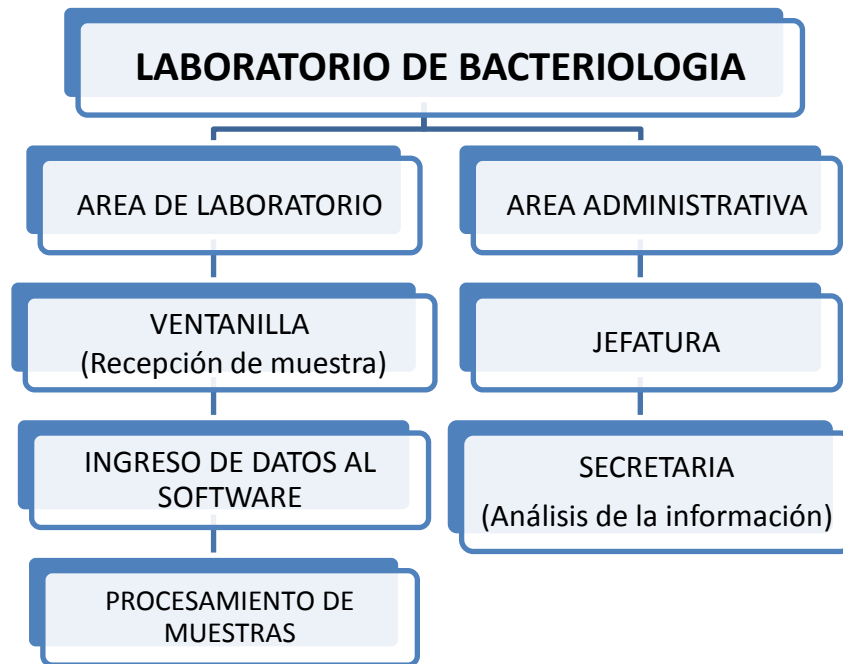 LABORATORIO DE BACTERIOLOGIA
AREA DE LABORATORIO
VENTANILLA
(Recepción de muestra)
INGRESO DE DATOS AL
SOFTWARE
PROCESAMIENTO DE
MUESTRAS
AREA ADMINISTRATIVA
JEFATURA
SECRETARIA
(Análisis de la información)